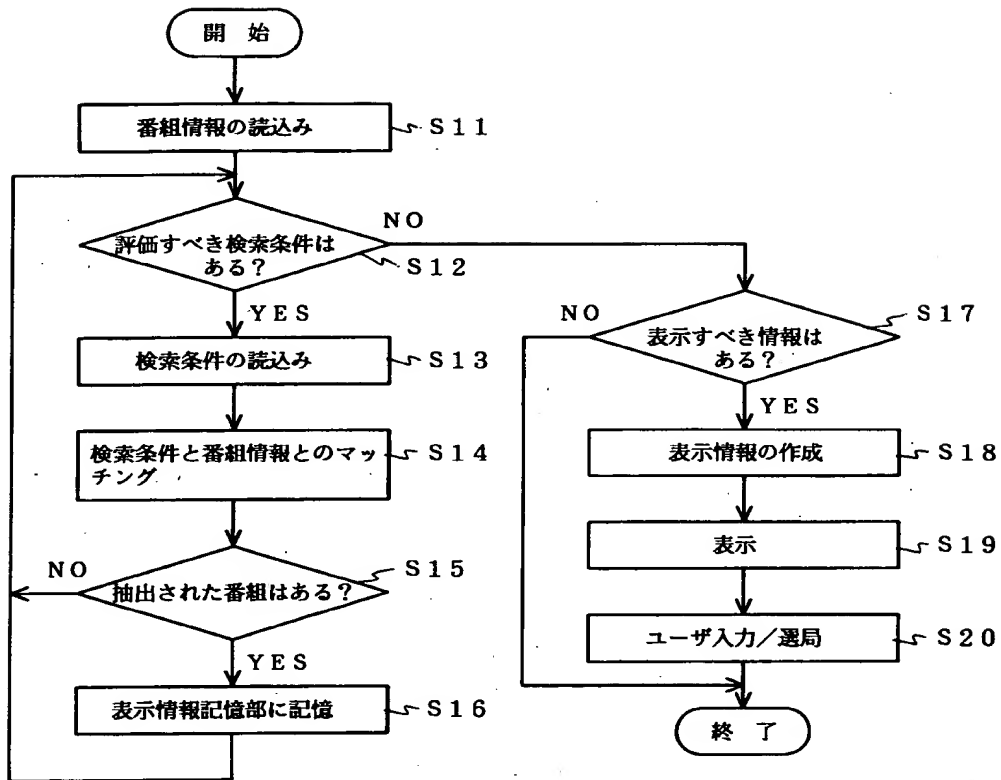 開 始
番組情報の読込み
S11
評価すべき検索条件は
ある?
NO
S12
YES
検索条件の読込み
S13
検索条件と番組情報とのマッ
チング
S14
抽出された番組はある?
NO
S15
YES
表示情報記憶部に記憶
S16
表示すべき情報は
ある?
NO
S17
YES
表示情報の作成
S18
表示
S19
ユーザ入力/選局
S20
終 了